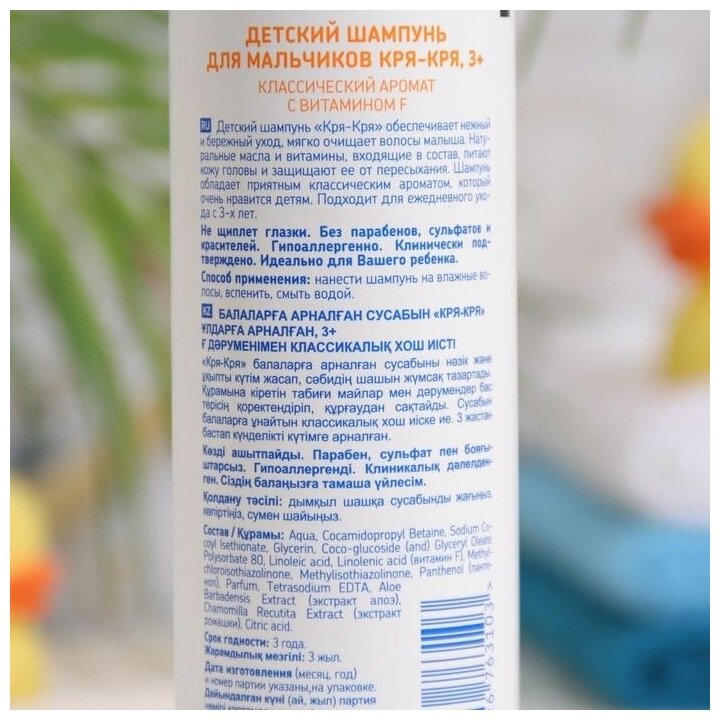 ДЕТСКИЙ ШАМПУНЬ
ДЛЯ МАЛЬЧИКОВ КРЯ-КРЯ, 3+
КЛАССИЧЕСКИЙ АРОМАТ
С ВИТАМИНОМ F
RU Детский шампунь «Кря-Кря» обеспечивает нежный
и бережный уход, мягко очищает волосы малыша. Нату-
ральные масла и витамины, входящие в состав, питают
кожу головы и защищают ее от пересыхания. Шампунь
обладает приятным классическим ароматом, который
очень нравится детям. Подходит для ежедневного ухо-
да с 3-х лет.
Не щиплет глазки. Без парабенов, сульфатов и
красителей. Гипоаллергенно. Клинически под-
тверждено. Идеально для Вашего ребенка.
Способ применения: нанести шампунь на влажные во-
лосы, вспенить, смыть водой.
KZ БАЛАЛАРҒА АРНАЛҒАН СУСАБЫН «КРЯ-КРЯ»
ҰЛДАРҒА АРНАЛҒАН, 3+
Ғ ДӘРУМЕНІМЕН КЛАССИКАЛЫҚ ХОШ ИІСТІ
«Кря-Кря» балаларға арналған сусабыны нәзік және
ұқыпты күтім жасап, сәбидің шашын жұмсақ тазартады.
Құрамына кіретін табиғи майлар мен дәрумендер бас
терісін қоректендіріп, құрғаудан сақтайды. Сусабын
балаларға ұнайтын классикалық хош иіске ие. 3 жастан
бастап күнделікті күтімге арналған.
Көзді ашытпайды. Парабен, сульфат пен бояғы-
штарсыз. Гипоаллергенді. Клиникалық дәлелден-
ген. Сіздің балаңызға тамаша үйлесім.
Қолдану тәсілі: дымқыл шашқа сусабынды жағыңыз,
көпіртіңіз, сумен шайыңыз.
Состав / Құрамы: Aqua, Cocamidopropyl Betaine, Sodium Co-
coyl Isethionate, Glycerin, Coco-glucoside (and) Glyceryl Oleate,
Polysorbate 80, Linoleic acid, Linolenic acid (витамин F), Methyl-
chloroisothiazolinone, Methylisothiazolinone, Panthenol (панте-
нол), Parfum, Tetrasodium EDTA, Aloe
Barbadensis Extract (экстракт алоэ),
Chamomilla Recutita Extract (экстракт
ромашки), Citric acid.
Срок годности: 3 года.
Жарамдылық мезгілі: 3 жыл.
Дата изготовления (месяц, год)
и номер партии указаны на упаковке.
Дайындалған күні (ай, жыл) партия
763103>